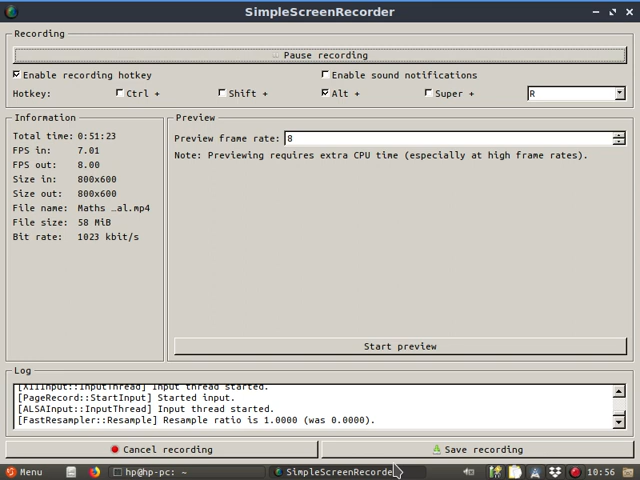 SimpleScreenRecorder
Recording
Pause recording
Enable recording hotkey
Enable sound notifications
Hotkey:
Ctrl +
Shift +
Alt +
Super +
R
Information
Total time: 0:51:23
FPS in: 7.01
FPS out: 8.00
Size in: 800x600
Size out: 800x600
File name: Maths …al.mp4
File size: 58 MiB
Bit rate: 1023 kbit/s
Preview
Preview frame rate: 8
Note: Previewing requires extra CPU time (especially at high frame rates).
Start preview
Log
[X11Input::InputThread] Input thread started.
[PageRecord::StartInput] Started input.
[ALSAInput::InputThread] Input thread started.
[FastResampler::Resample] Resample ratio is 1.0000 (was 0.0000).
Cancel recording
Save recording
Menu
hp@hp-pc: ~
SimpleScreenRecorder
10:56